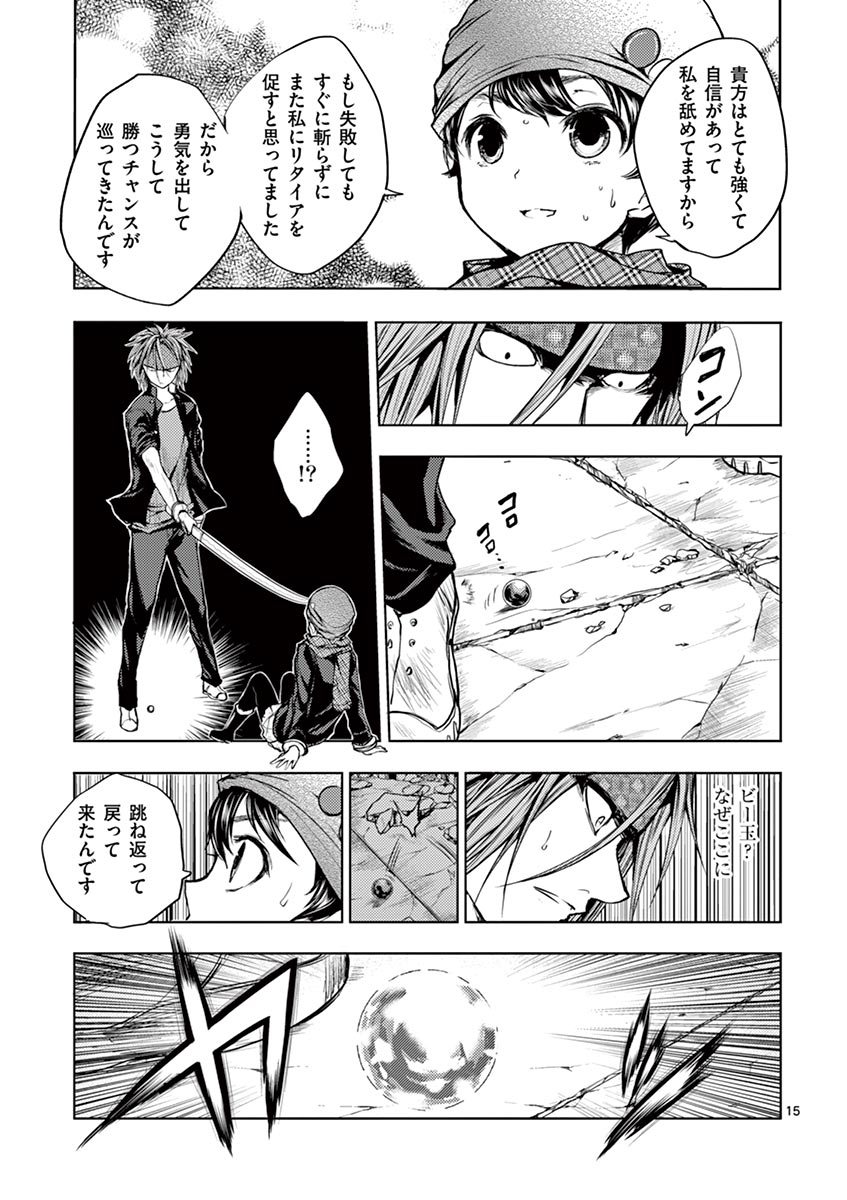 貴方はとても強くて
自信があって
私を舐めてますから
もし失敗しても
すぐに斬らずに
また私にリタイアを
促すと思ってました
だから
勇気を出して
こうして
勝つチャンスが
巡ってきたんです
コン
コロ
コロ…
……
!?
ビー玉?
なぜここに
跳ね返って
戻って
来たんです
カッ
15